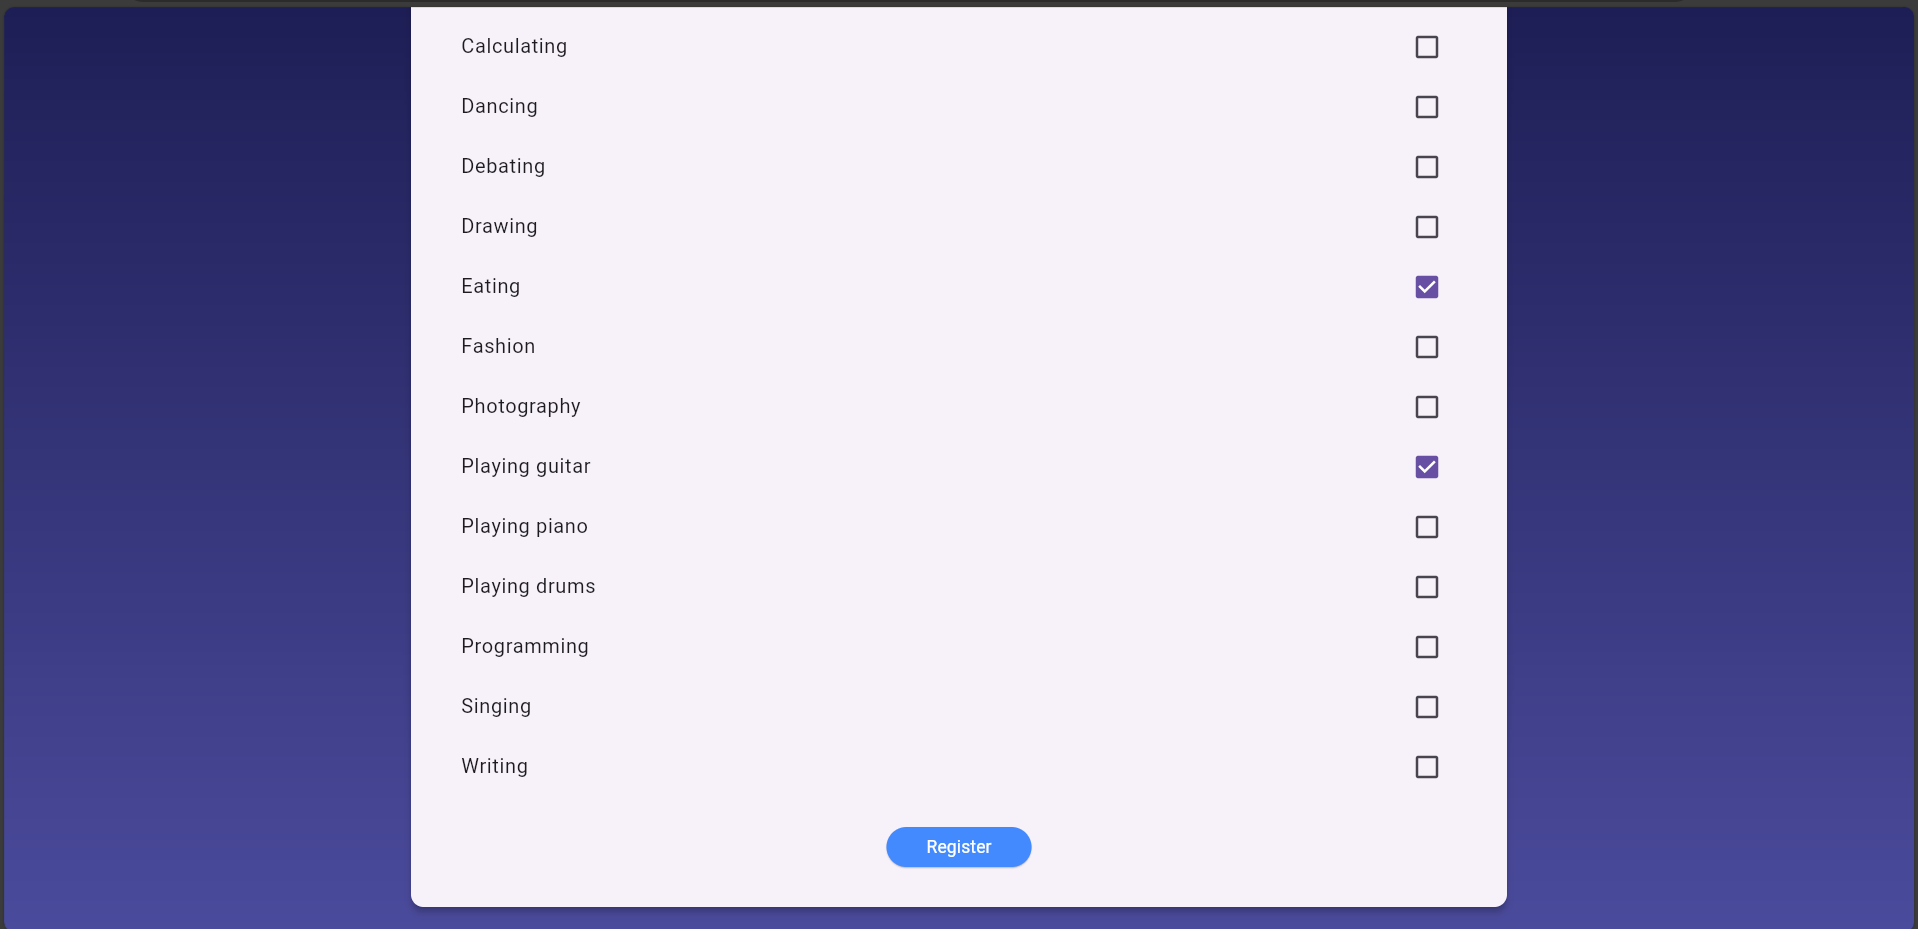 Calculating
Dancing
Debating
Drawing
Eating
Fashion
Photography
Playing guitar
Playing piano
Playing drums
Programming
Singing
Writing
Register